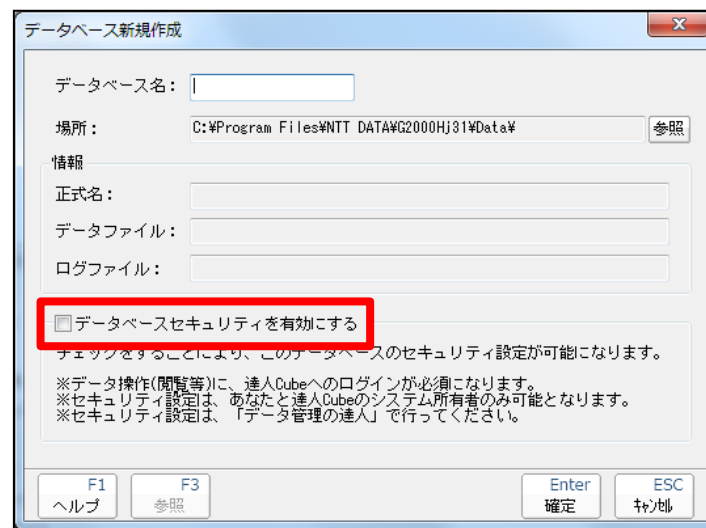 データベース新規作成
データベース名：
場所： C:¥Program Files¥NTT DATA¥G2000Hj31¥Data¥ 参照
情報
正式名：
データファイル：
ログファイル：
データベースセキュリティを有効にする
チェックをすることにより、このデータベースのセキュリティ設定が可能になります。
※データ操作(閲覧等)に、達人Cubeへのログインが必須になります。
※セキュリティ設定は、あなたと達人Cubeのシステム所有者のみ可能となります。
※セキュリティ設定は、「データ管理の達人」で行ってください。
F1 F3 Enter ESC
ヘルプ 参照 確定 ｷｬﾝｾﾙ